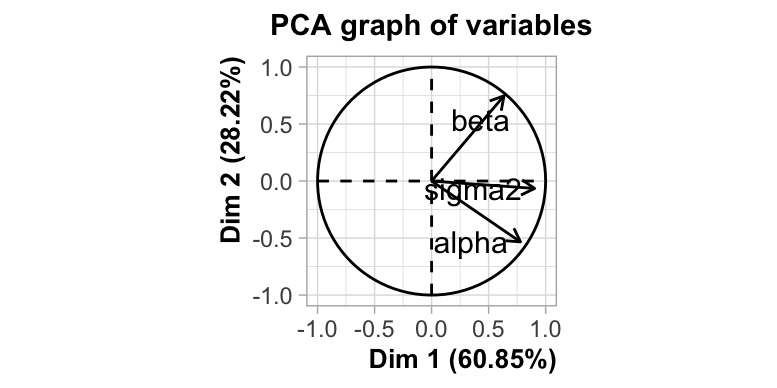 PCA graph of variables
Dim 2 (28.22%)
1.0
0.5
0.0
-0.5
-1.0
beta
sigma2
alpha
-1.0 -0.5 0.0 0.5 1.0
Dim 1 (60.85%)